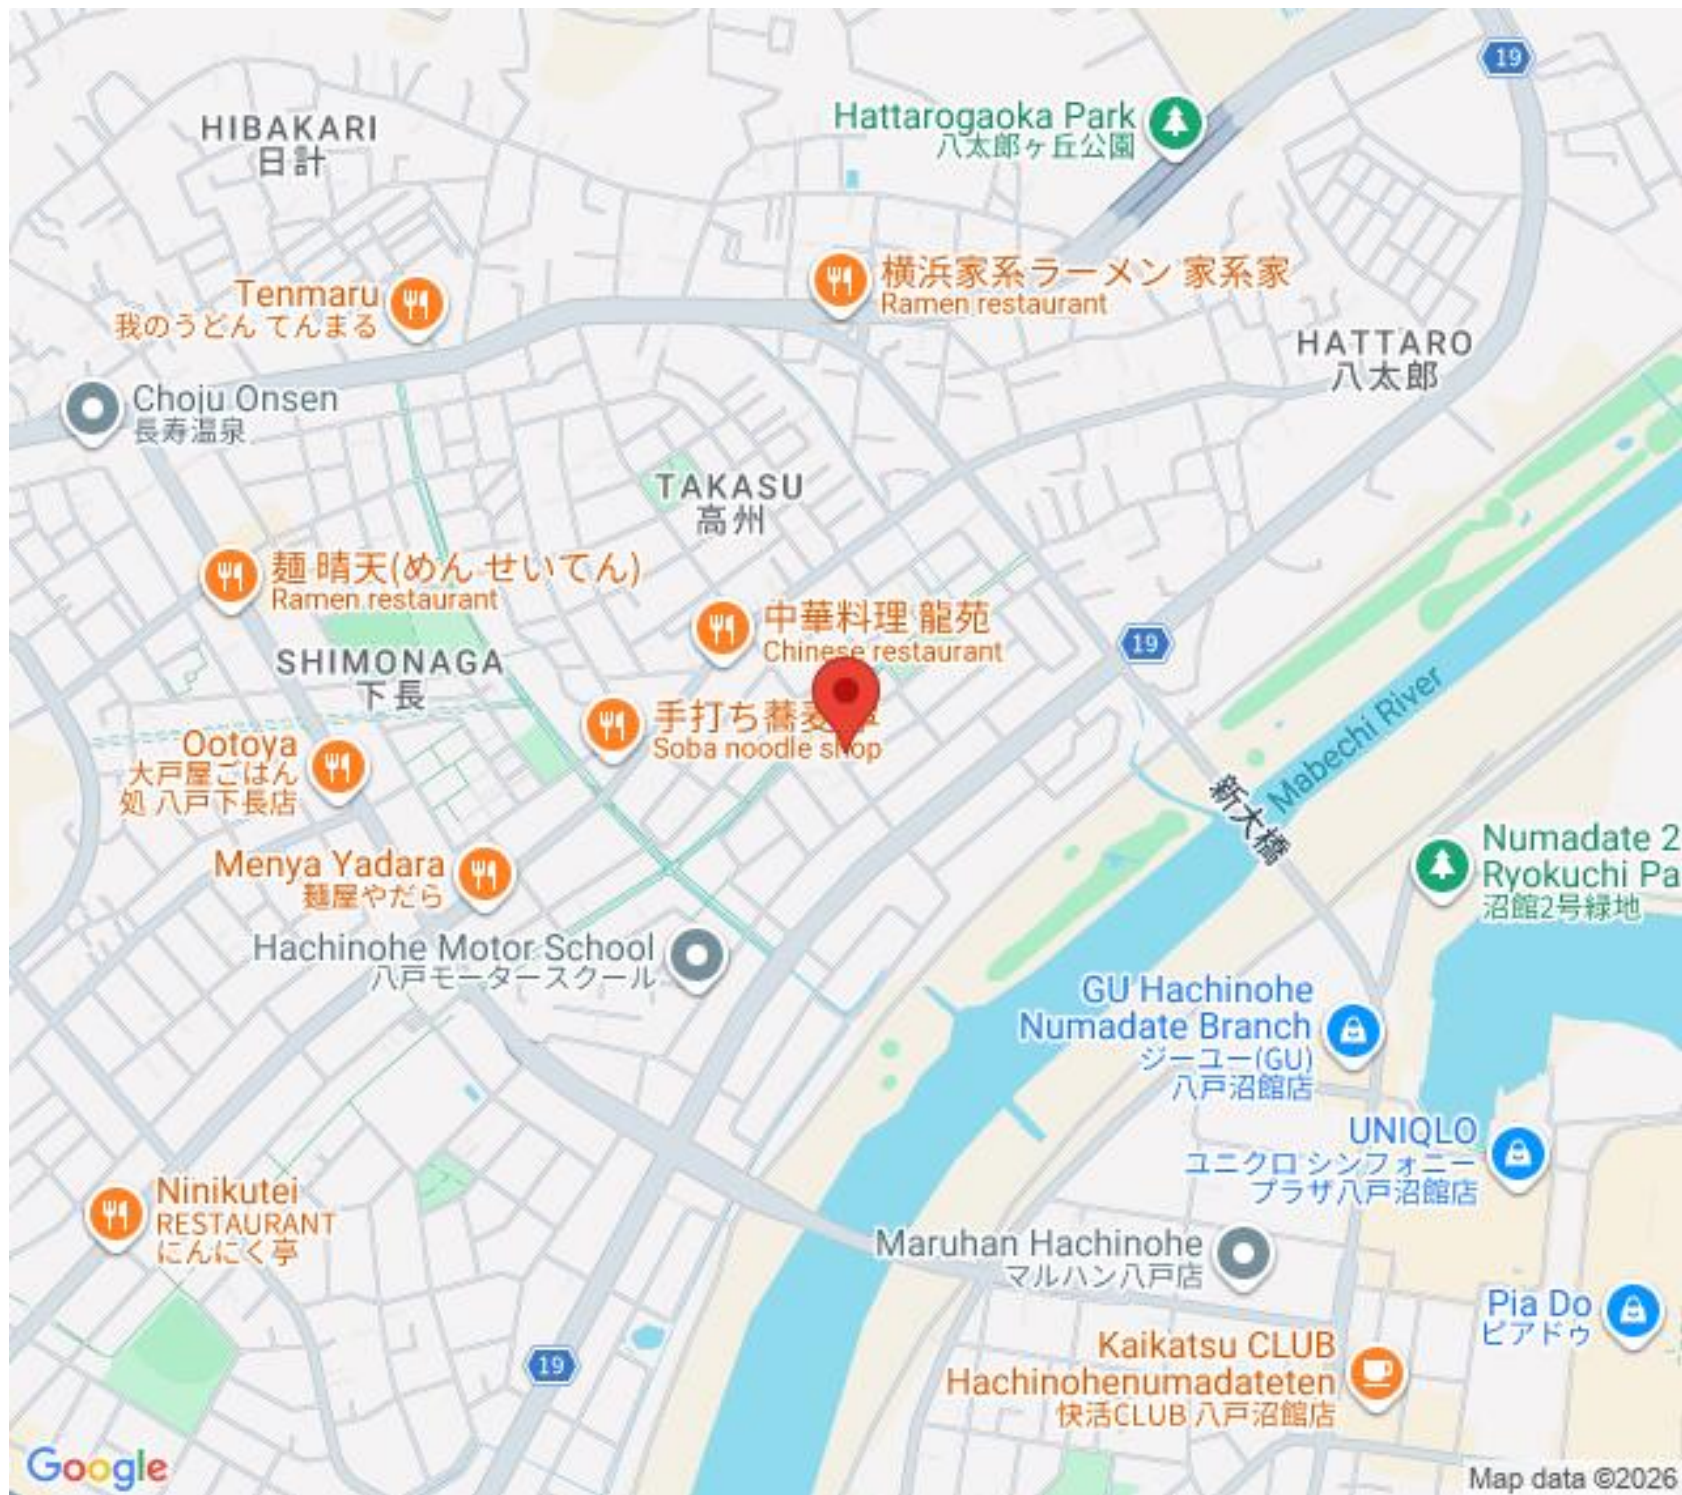 19
Hattarogaoka Park
八太郎ヶ丘公園
HIBAKARI
日計
横浜家系ラーメン 家系家
Ramen restaurant
Tenmaru
我のうどん てんまる
HATTARO
八太郎
Choju Onsen
長寿温泉
TAKASU
高州
麺 晴天(めん せいてん)
Ramen restaurant
中華料理 龍苑
Chinese restaurant
19
SHIMONAGA
下長
手打ち蕎麦
Soba noodle shop
Mabechi River
Ootoya
大戸屋ごはん
処 八戸下長店
新大橋
Numadate 2
Ryokuchi Pa
沼館2号緑地
Menya Yadara
麺屋やだら
Hachinohe Motor School
八戸モータースクール
GU Hachinohe
Numadate Branch
ジーユー(GU)
八戸沼館店
UNIQLO
ユニクロ シンフォニー
プラザ八戸沼館店
Ninikutei
RESTAURANT
にんにく亭
Maruhan Hachinohe
マルハン八戸店
Pia Do
ピアドゥ
Kaikatsu CLUB
Hachinohenumadateten
快活CLUB 八戸沼館店
19
Google
Map data ©2026